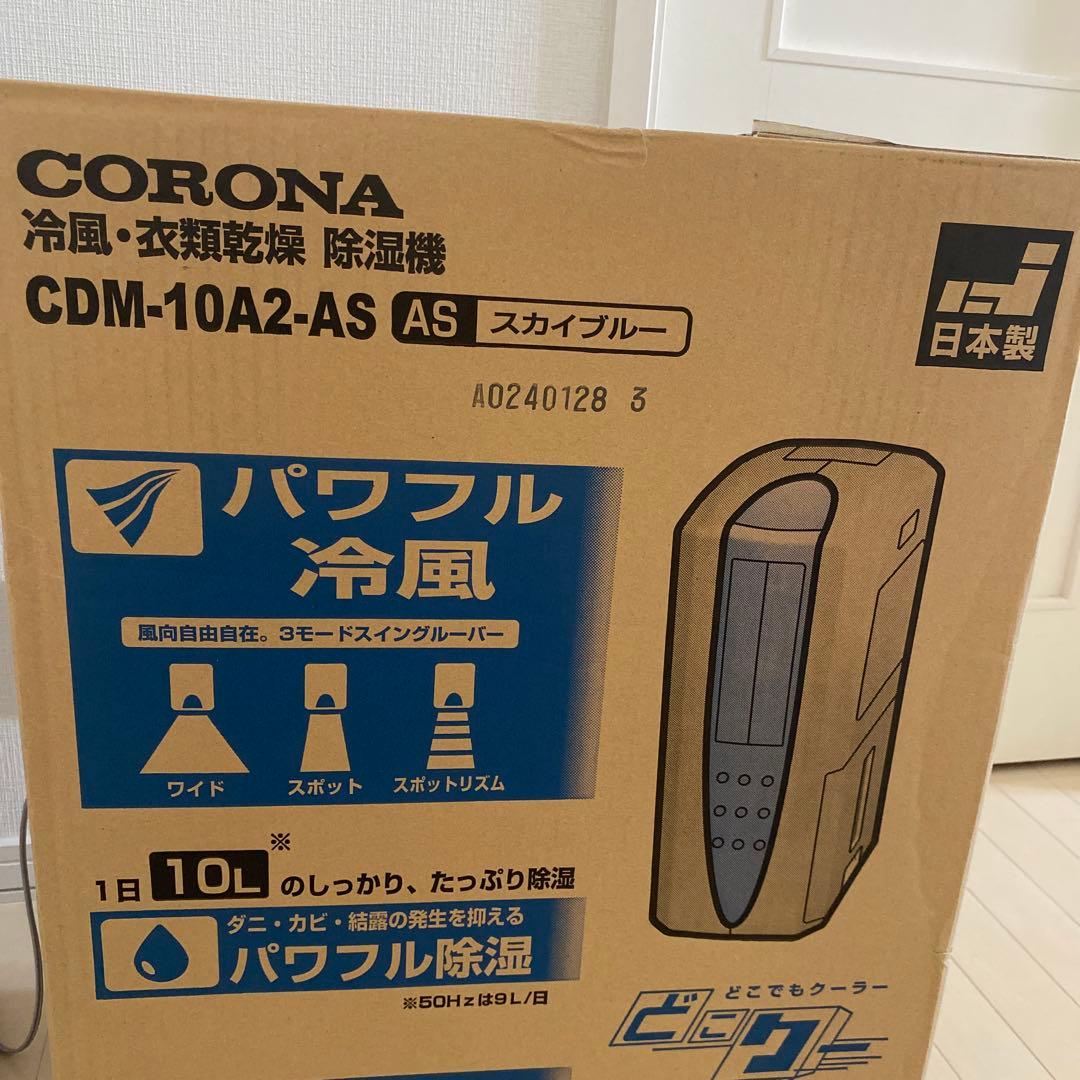 CORONA
冷風・衣類乾燥 除湿機
CDM-10A2-AS AS スカイブルー
日本製
A0240128 3
パワフル
冷風
風向自由自在。3モードスイングルーバー
ワイド スポット スポットリズム
1日 10L※ のしっかり、たっぷり除湿
ダニ・カビ・結露の発生を抑える
パワフル除湿
※50Hzは9L/日
どこでもクーラー
どこクー